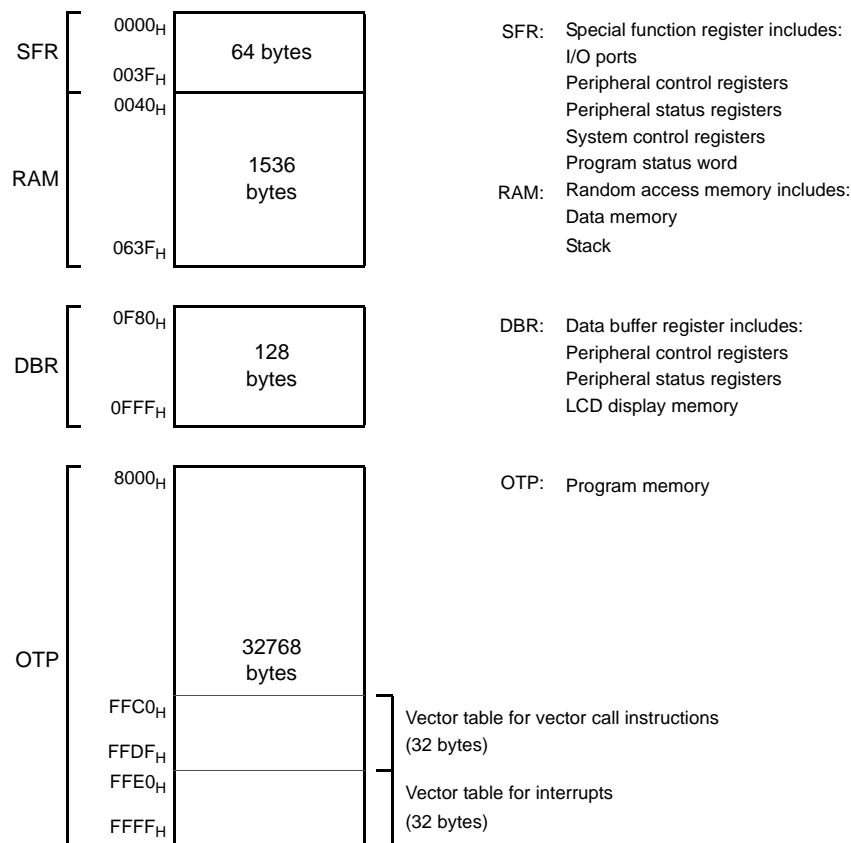 0000H
SFR
64 bytes
003FH
0040H
RAM
1536
bytes
063FH
SFR: Special function register includes:
I/O ports
Peripheral control registers
Peripheral status registers
System control registers
Program status word
RAM: Random access memory includes:
Data memory
Stack
0F80H
DBR
128
bytes
0FFFH
DBR: Data buffer register includes:
Peripheral control registers
Peripheral status registers
LCD display memory
8000H
OTP: Program memory
OTP
32768
bytes
FFC0H
Vector table for vector call instructions
(32 bytes)
FFDFH
FFE0H
Vector table for interrupts
(32 bytes)
FFFFH